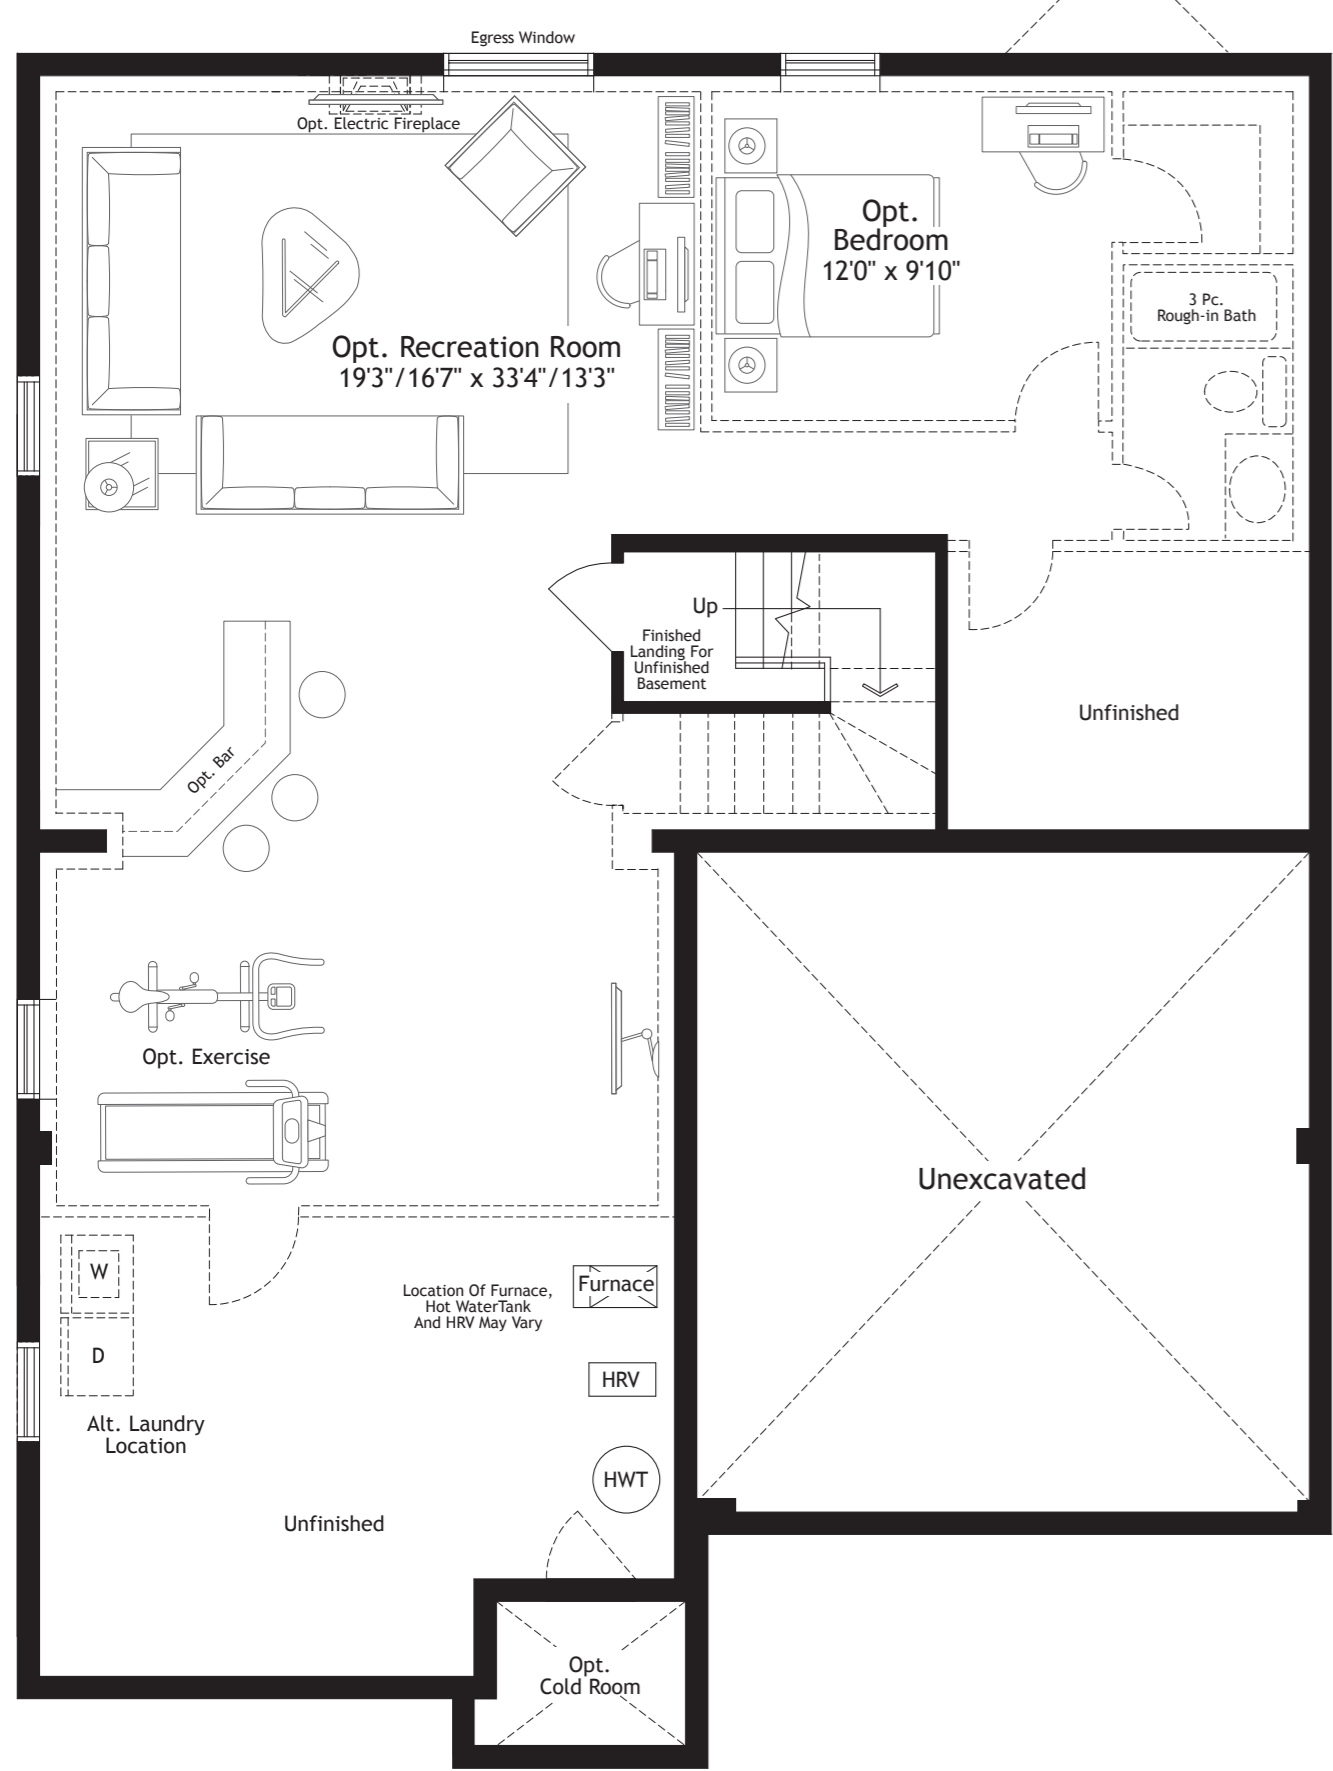 Egress Window
Opt. Electric Fireplace
Opt.
Bedroom
12'0" x 9'10"
3 Pc.
Rough-in Bath
Opt. Recreation Room
19'3"/16'7" x 33'4"/13'3"
Up
Finished
Landing For
Unfinished
Basement
Unfinished
Opt. Bar
Opt. Exercise
Unexcavated
W
D
Alt. Laundry
Location
Location Of Furnace,
Hot WaterTank
And HRV May Vary
Furnace
HRV
HWT
Unfinished
Opt.
Cold Room